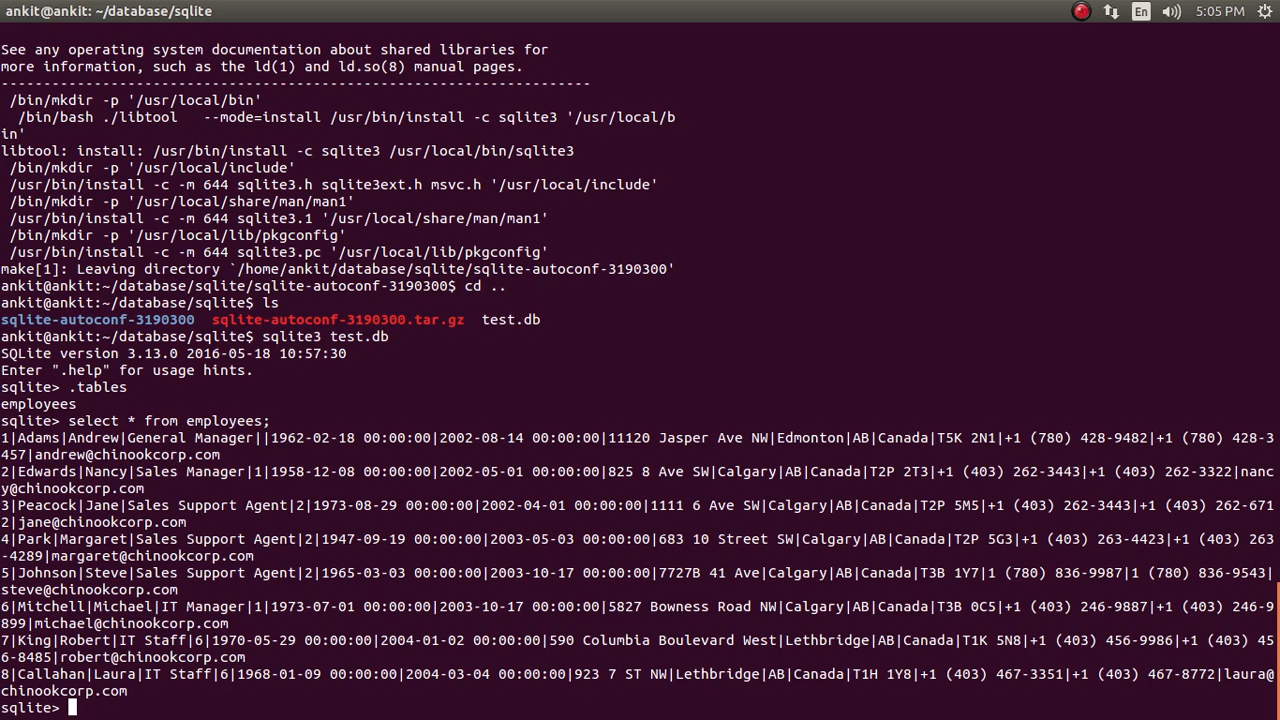 ankit@ankit: ~/database/sqlite
En
5:05 PM
See any operating system documentation about shared libraries for
more information, such as the ld(1) and ld.so(8) manual pages.
----------------------------------------------------------------------
 /bin/mkdir -p '/usr/local/bin'
  /bin/bash ./libtool   --mode=install /usr/bin/install -c sqlite3 '/usr/local/b
in'
libtool: install: /usr/bin/install -c sqlite3 /usr/local/bin/sqlite3
 /bin/mkdir -p '/usr/local/include'
 /usr/bin/install -c -m 644 sqlite3.h sqlite3ext.h msvc.h '/usr/local/include'
 /bin/mkdir -p '/usr/local/share/man/man1'
 /usr/bin/install -c -m 644 sqlite3.1 '/usr/local/share/man/man1'
 /bin/mkdir -p '/usr/local/lib/pkgconfig'
 /usr/bin/install -c -m 644 sqlite3.pc '/usr/local/lib/pkgconfig'
make[1]: Leaving directory `/home/ankit/database/sqlite/sqlite-autoconf-3190300'
ankit@ankit:~/database/sqlite/sqlite-autoconf-3190300$ cd ..
ankit@ankit:~/database/sqlite$ ls
sqlite-autoconf-3190300  sqlite-autoconf-3190300.tar.gz  test.db
ankit@ankit:~/database/sqlite$ sqlite3 test.db
SQLite version 3.13.0 2016-05-18 10:57:30
Enter ".help" for usage hints.
sqlite> .tables
employees
sqlite> select * from employees;
1|Adams|Andrew|General Manager||1962-02-18 00:00:00|2002-08-14 00:00:00|11120 Jasper Ave NW|Edmonton|AB|Canada|T5K 2N1|+1 (780) 428-9482|+1 (780) 428-3
457|andrew@chinookcorp.com
2|Edwards|Nancy|Sales Manager|1|1958-12-08 00:00:00|2002-05-01 00:00:00|825 8 Ave SW|Calgary|AB|Canada|T2P 2T3|+1 (403) 262-3443|+1 (403) 262-3322|nanc
y@chinookcorp.com
3|Peacock|Jane|Sales Support Agent|2|1973-08-29 00:00:00|2002-04-01 00:00:00|1111 6 Ave SW|Calgary|AB|Canada|T2P 5M5|+1 (403) 262-3443|+1 (403) 262-671
2|jane@chinookcorp.com
4|Park|Margaret|Sales Support Agent|2|1947-09-19 00:00:00|2003-05-03 00:00:00|683 10 Street SW|Calgary|AB|Canada|T2P 5G3|+1 (403) 263-4423|+1 (403) 263
-4289|margaret@chinookcorp.com
5|Johnson|Steve|Sales Support Agent|2|1965-03-03 00:00:00|2003-10-17 00:00:00|7727B 41 Ave|Calgary|AB|Canada|T3B 1Y7|1 (780) 836-9987|1 (780) 836-9543|
steve@chinookcorp.com
6|Mitchell|Michael|IT Manager|1|1973-07-01 00:00:00|2003-10-17 00:00:00|5827 Bowness Road NW|Calgary|AB|Canada|T3B 0C5|+1 (403) 246-9887|+1 (403) 246-9
899|michael@chinookcorp.com
7|King|Robert|IT Staff|6|1970-05-29 00:00:00|2004-01-02 00:00:00|590 Columbia Boulevard West|Lethbridge|AB|Canada|T1K 5N8|+1 (403) 456-9986|+1 (403) 45
6-8485|robert@chinookcorp.com
8|Callahan|Laura|IT Staff|6|1968-01-09 00:00:00|2004-03-04 00:00:00|923 7 ST NW|Lethbridge|AB|Canada|T1H 1Y8|+1 (403) 467-3351|+1 (403) 467-8772|laura@
chinookcorp.com
sqlite>